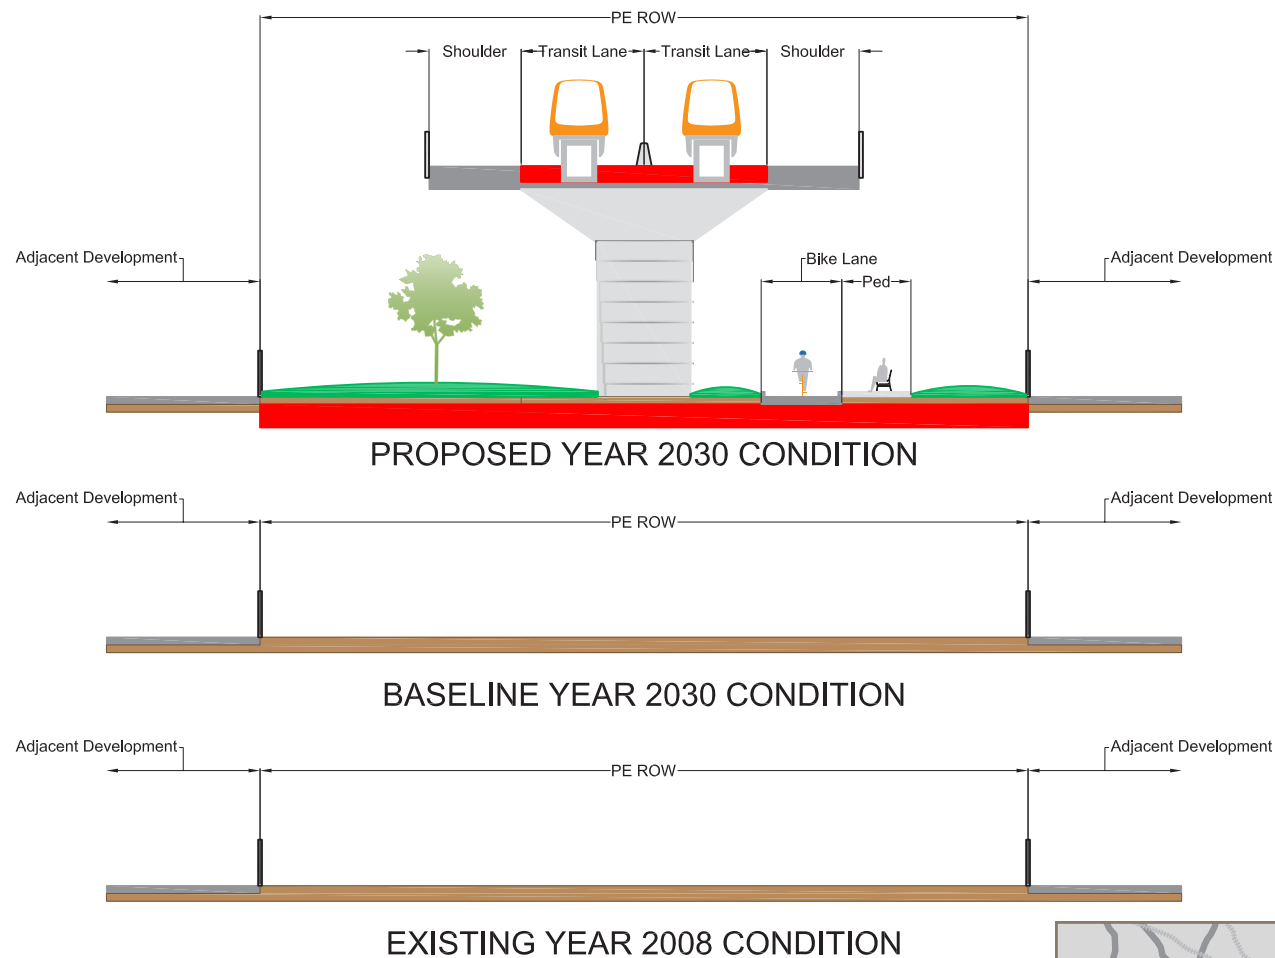 PE ROW
Shoulder
Transit Lane
Transit Lane
Shoulder
Adjacent Development
Bike Lane
Ped
Adjacent Development
PROPOSED YEAR 2030 CONDITION
Adjacent Development
PE ROW
Adjacent Development
BASELINE YEAR 2030 CONDITION
Adjacent Development
PE ROW
Adjacent Development
EXISTING YEAR 2008 CONDITION